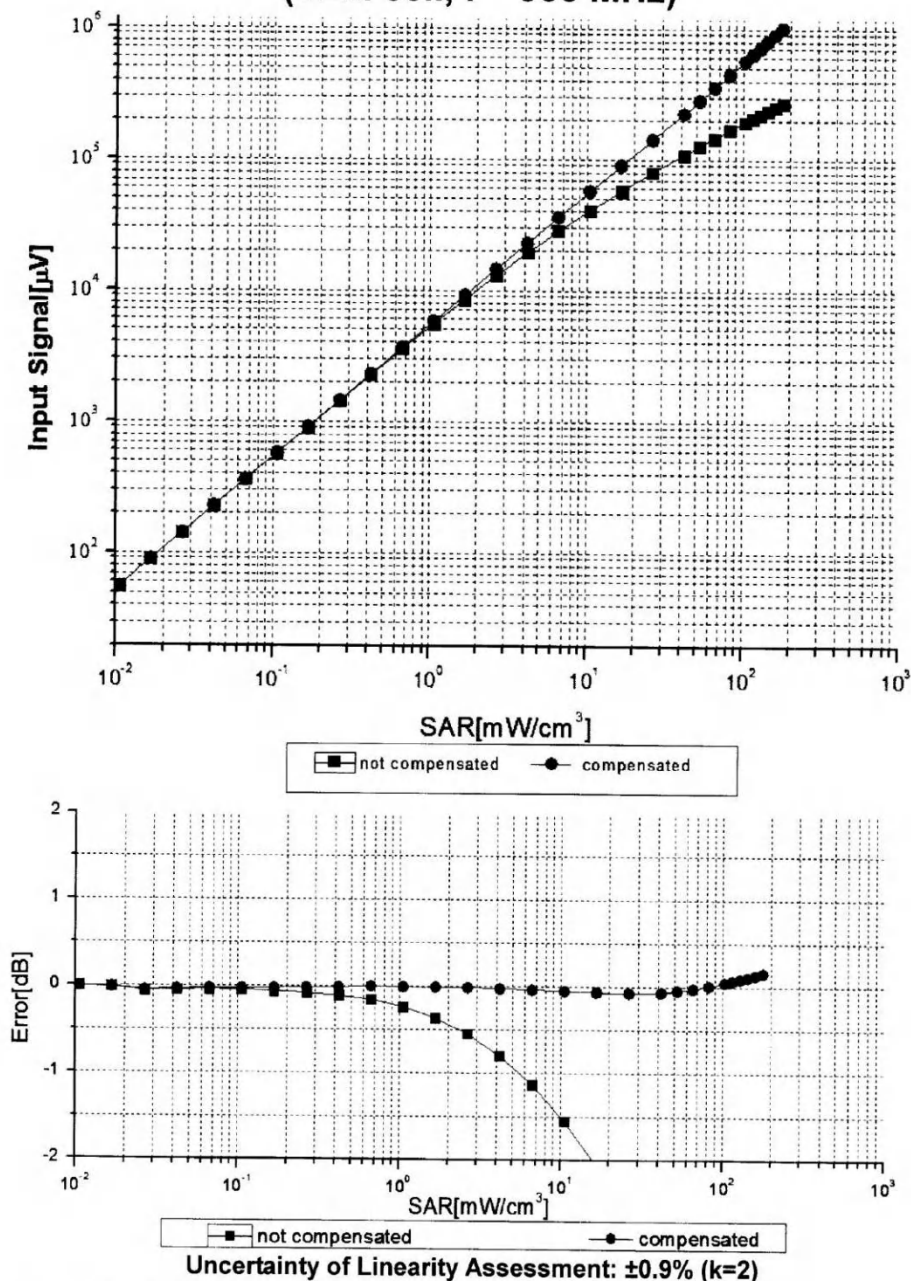 10⁶
10⁵
10⁴
10³
10²
Input Signal[µV]
10⁻² 10⁻¹ 10⁰ 10¹ 10² 10³
SAR[mW/cm³]
not compensated compensated
2
1
0
-1
-2
Error[dB]
10⁻² 10⁻¹ 10⁰ 10¹ 10² 10³
SAR[mW/cm³]
not compensated compensated
Uncertainty of Linearity Assessment: ±0.9% (k=2)